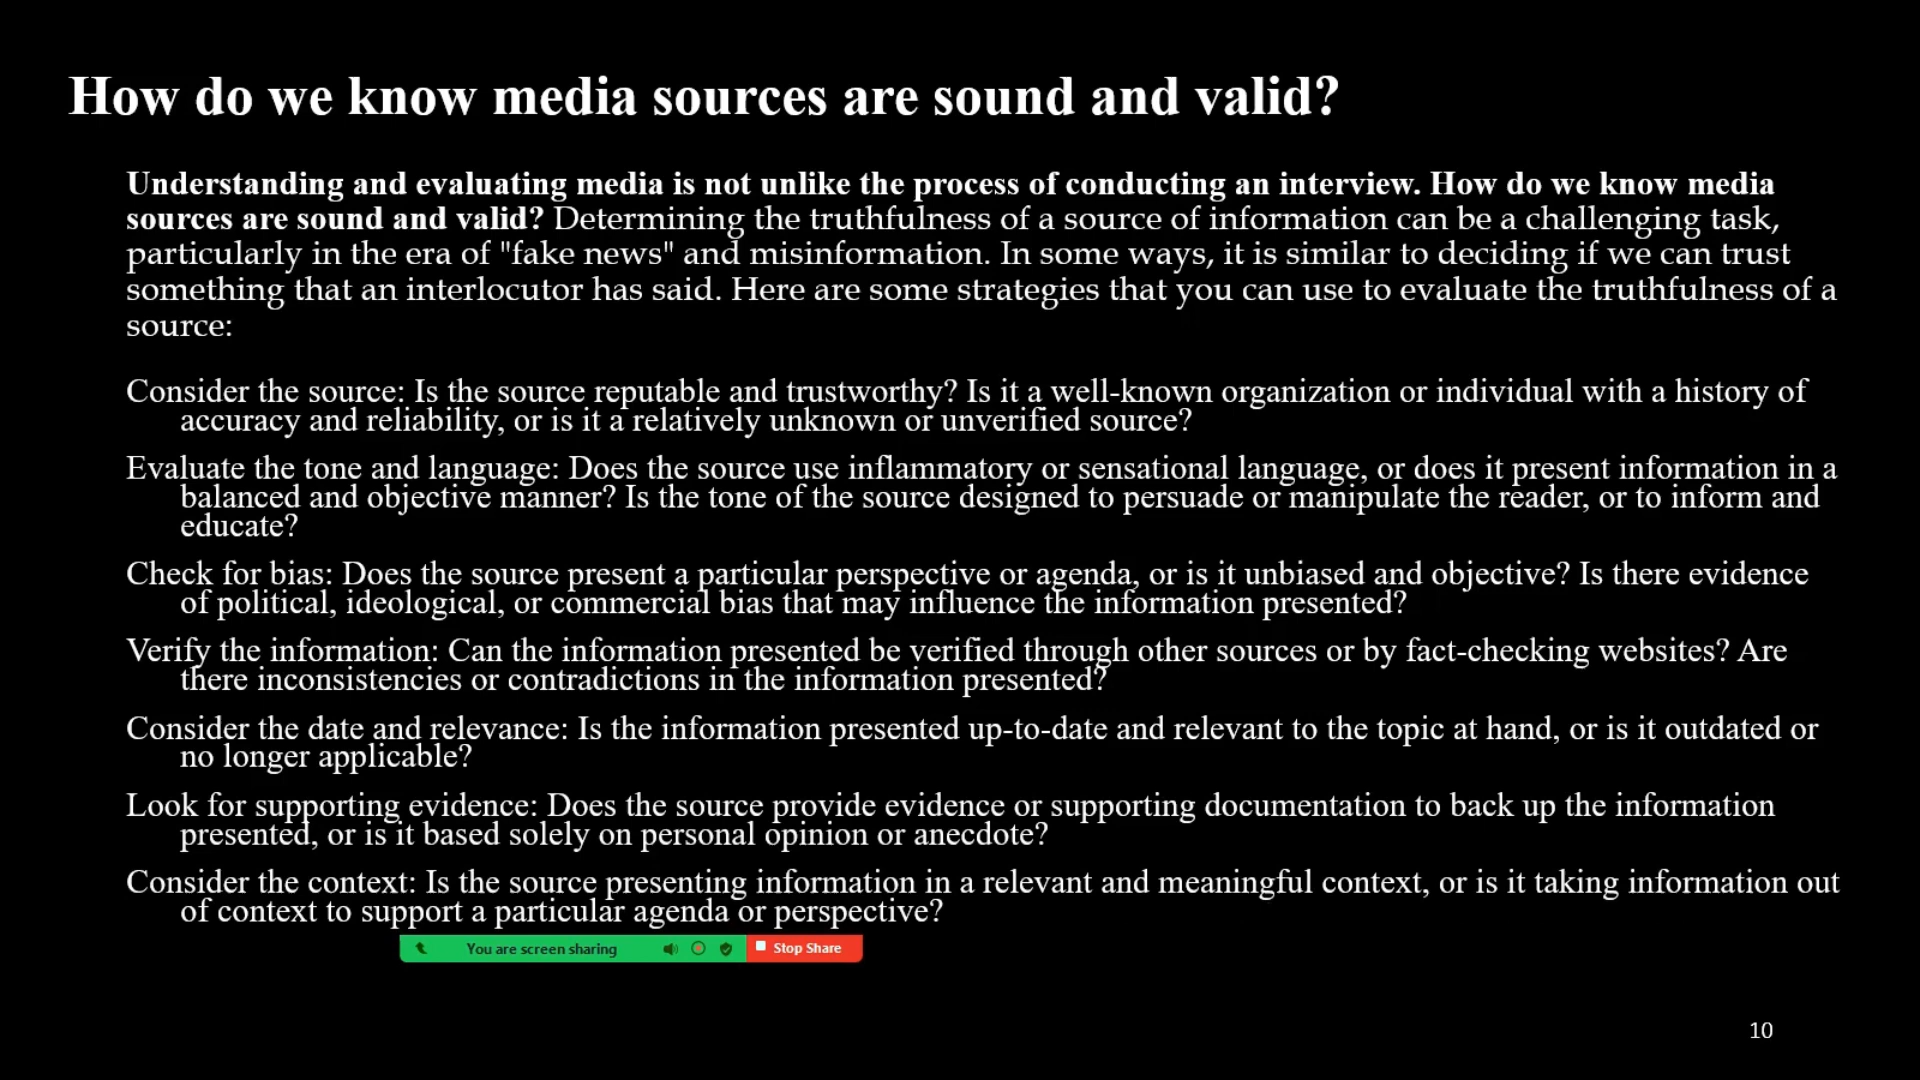 How do we know media sources are sound and valid?
Understanding and evaluating media is not unlike the process of conducting an interview. How do we know media
sources are sound and valid? Determining the truthfulness of a source of information can be a challenging task,
particularly in the era of "fake news" and misinformation. In some ways, it is similar to deciding if we can trust
something that an interlocutor has said. Here are some strategies that you can use to evaluate the truthfulness of a
source:
Consider the source: Is the source reputable and trustworthy? Is it a well-known organization or individual with a history of
accuracy and reliability, or is it a relatively unknown or unverified source?
Evaluate the tone and language: Does the source use inflammatory or sensational language, or does it present information in a
balanced and objective manner? Is the tone of the source designed to persuade or manipulate the reader, or to inform and
educate?
Check for bias: Does the source present a particular perspective or agenda, or is it unbiased and objective? Is there evidence
of political, ideological, or commercial bias that may influence the information presented?
Verify the information: Can the information presented be verified through other sources or by fact-checking websites? Are
there inconsistencies or contradictions in the information presented?
Consider the date and relevance: Is the information presented up-to-date and relevant to the topic at hand, or is it outdated or
no longer applicable?
Look for supporting evidence: Does the source provide evidence or supporting documentation to back up the information
presented, or is it based solely on personal opinion or anecdote?
Consider the context: Is the source presenting information in a relevant and meaningful context, or is it taking information out
of context to support a particular agenda or perspective?
You are screen sharing Stop Share
10